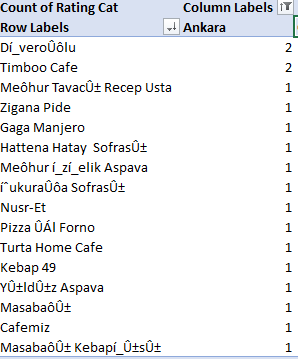 Count of Rating Cat Column Labels
Row Labels Ankara
Dí_veroÛôlu 2
Timboo Cafe 2
Meôhur TavacÛ± Recep Usta 1
Zigana Pide 1
Gaga Manjero 1
Hattena Hatay  SofrasÛ± 1
Meôhur í_zí_elik Aspava 1
íˆukuraÛôa SofrasÛ± 1
Nusr-Et 1
Pizza ÛÁl Forno 1
Turta Home Cafe 1
Kebap 49 1
YÛ±ldÛ±z Aspava 1
MasabaôÛ± 1
Cafemiz 1
MasabaôÛ± Kebapí_Û±sÛ± 1